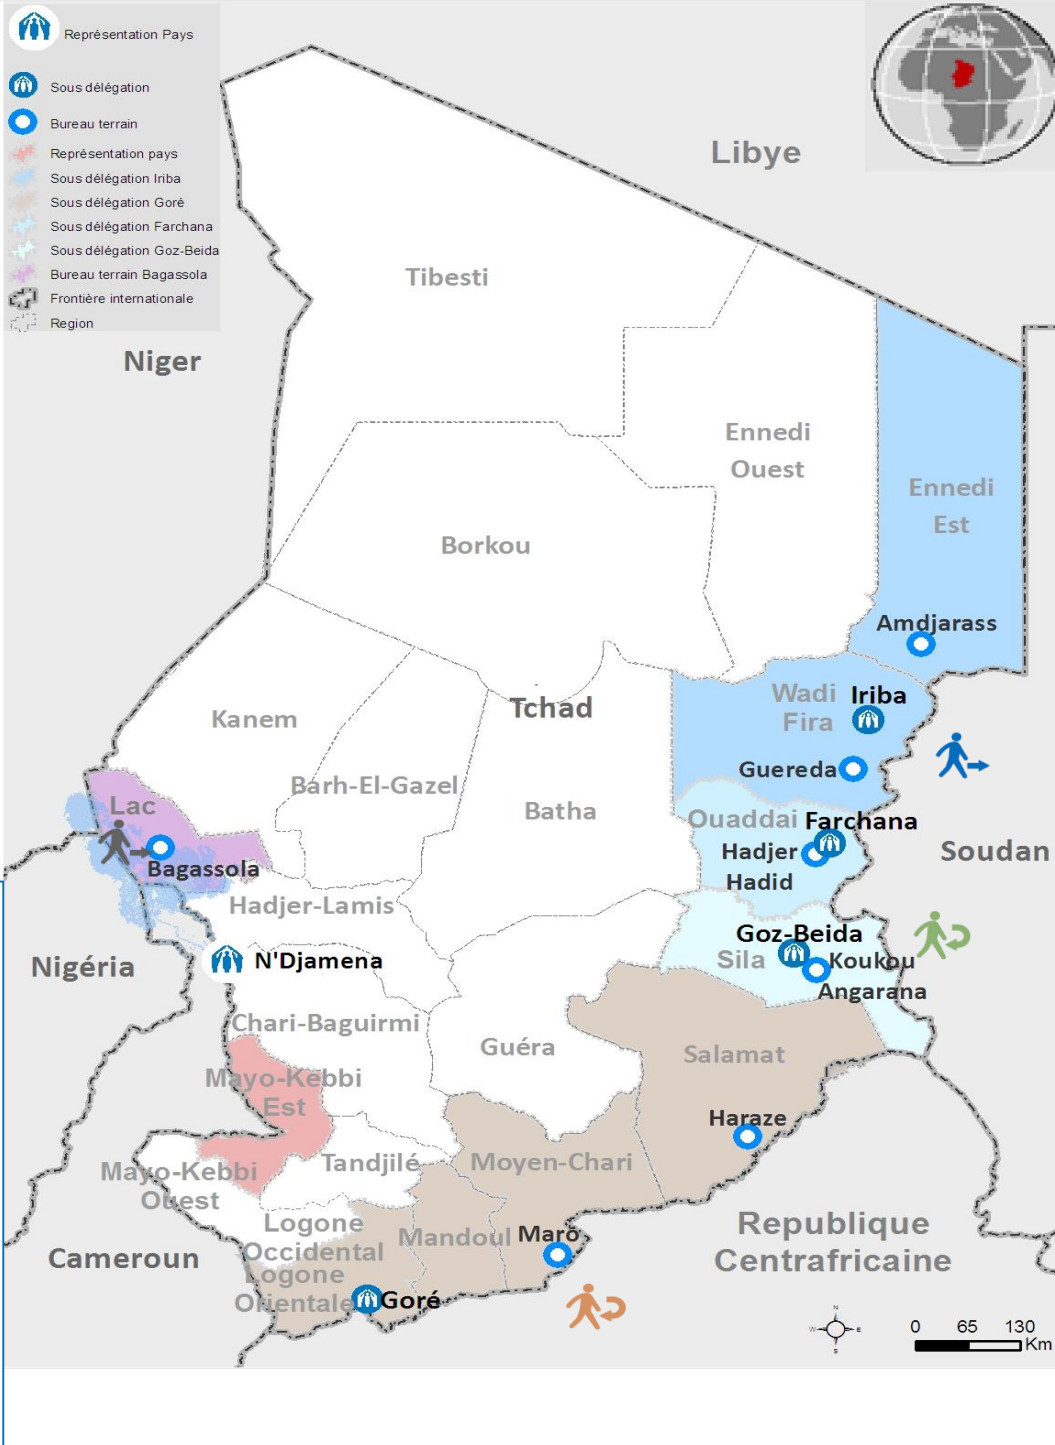 Représentation Pays
Sous délégation
Bureau terrain
Représentation pays
Sous délégation Iriba
Sous délégation Goré
Sous délégation Farchana
Sous délégation Goz-Beida
Bureau terrain Bagassola
Frontière internationale
Region
Libye
Tibesti
Niger
Ennedi
Ouest
Ennedi
Est
Borkou
Amdjarass
Wadi
Fira
Iriba
Tchad
Kanem
Guereda
Barh-El-Gazel
Batha
Lac
Ouaddai
Farchana
Hadjer
Hadid
Soudan
Bagassola
Hadjer-Lamis
Goz-Beida
Sila
Koukou
Angarana
N'Djamena
Nigéria
Chari-Baguirmi
Guéra
Salamat
Mayo-Kebbi
Est
Haraze
Tandjilé
Moyen-Chari
Mayo-Kebbi
Ouest
Logone
Occidental
Mandoul
Maro
Republique
Centrafricaine
Cameroun
Logone
Orientale
Goré
N
W
E
S
0 65 130
Km